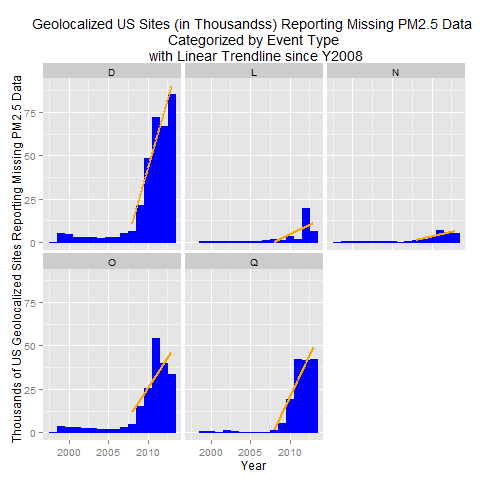 Geolocalized US Sites (in Thousandss) Reporting Missing PM2.5 Data
Categorized by Event Type
with Linear Trendline since Y2008
Thousands of US Geolocalized Sites Reporting Missing PM2.5 Data
D
L
N
75
50
25
0
O
Q
75
50
25
0
2000
2010
2000
2010
Year